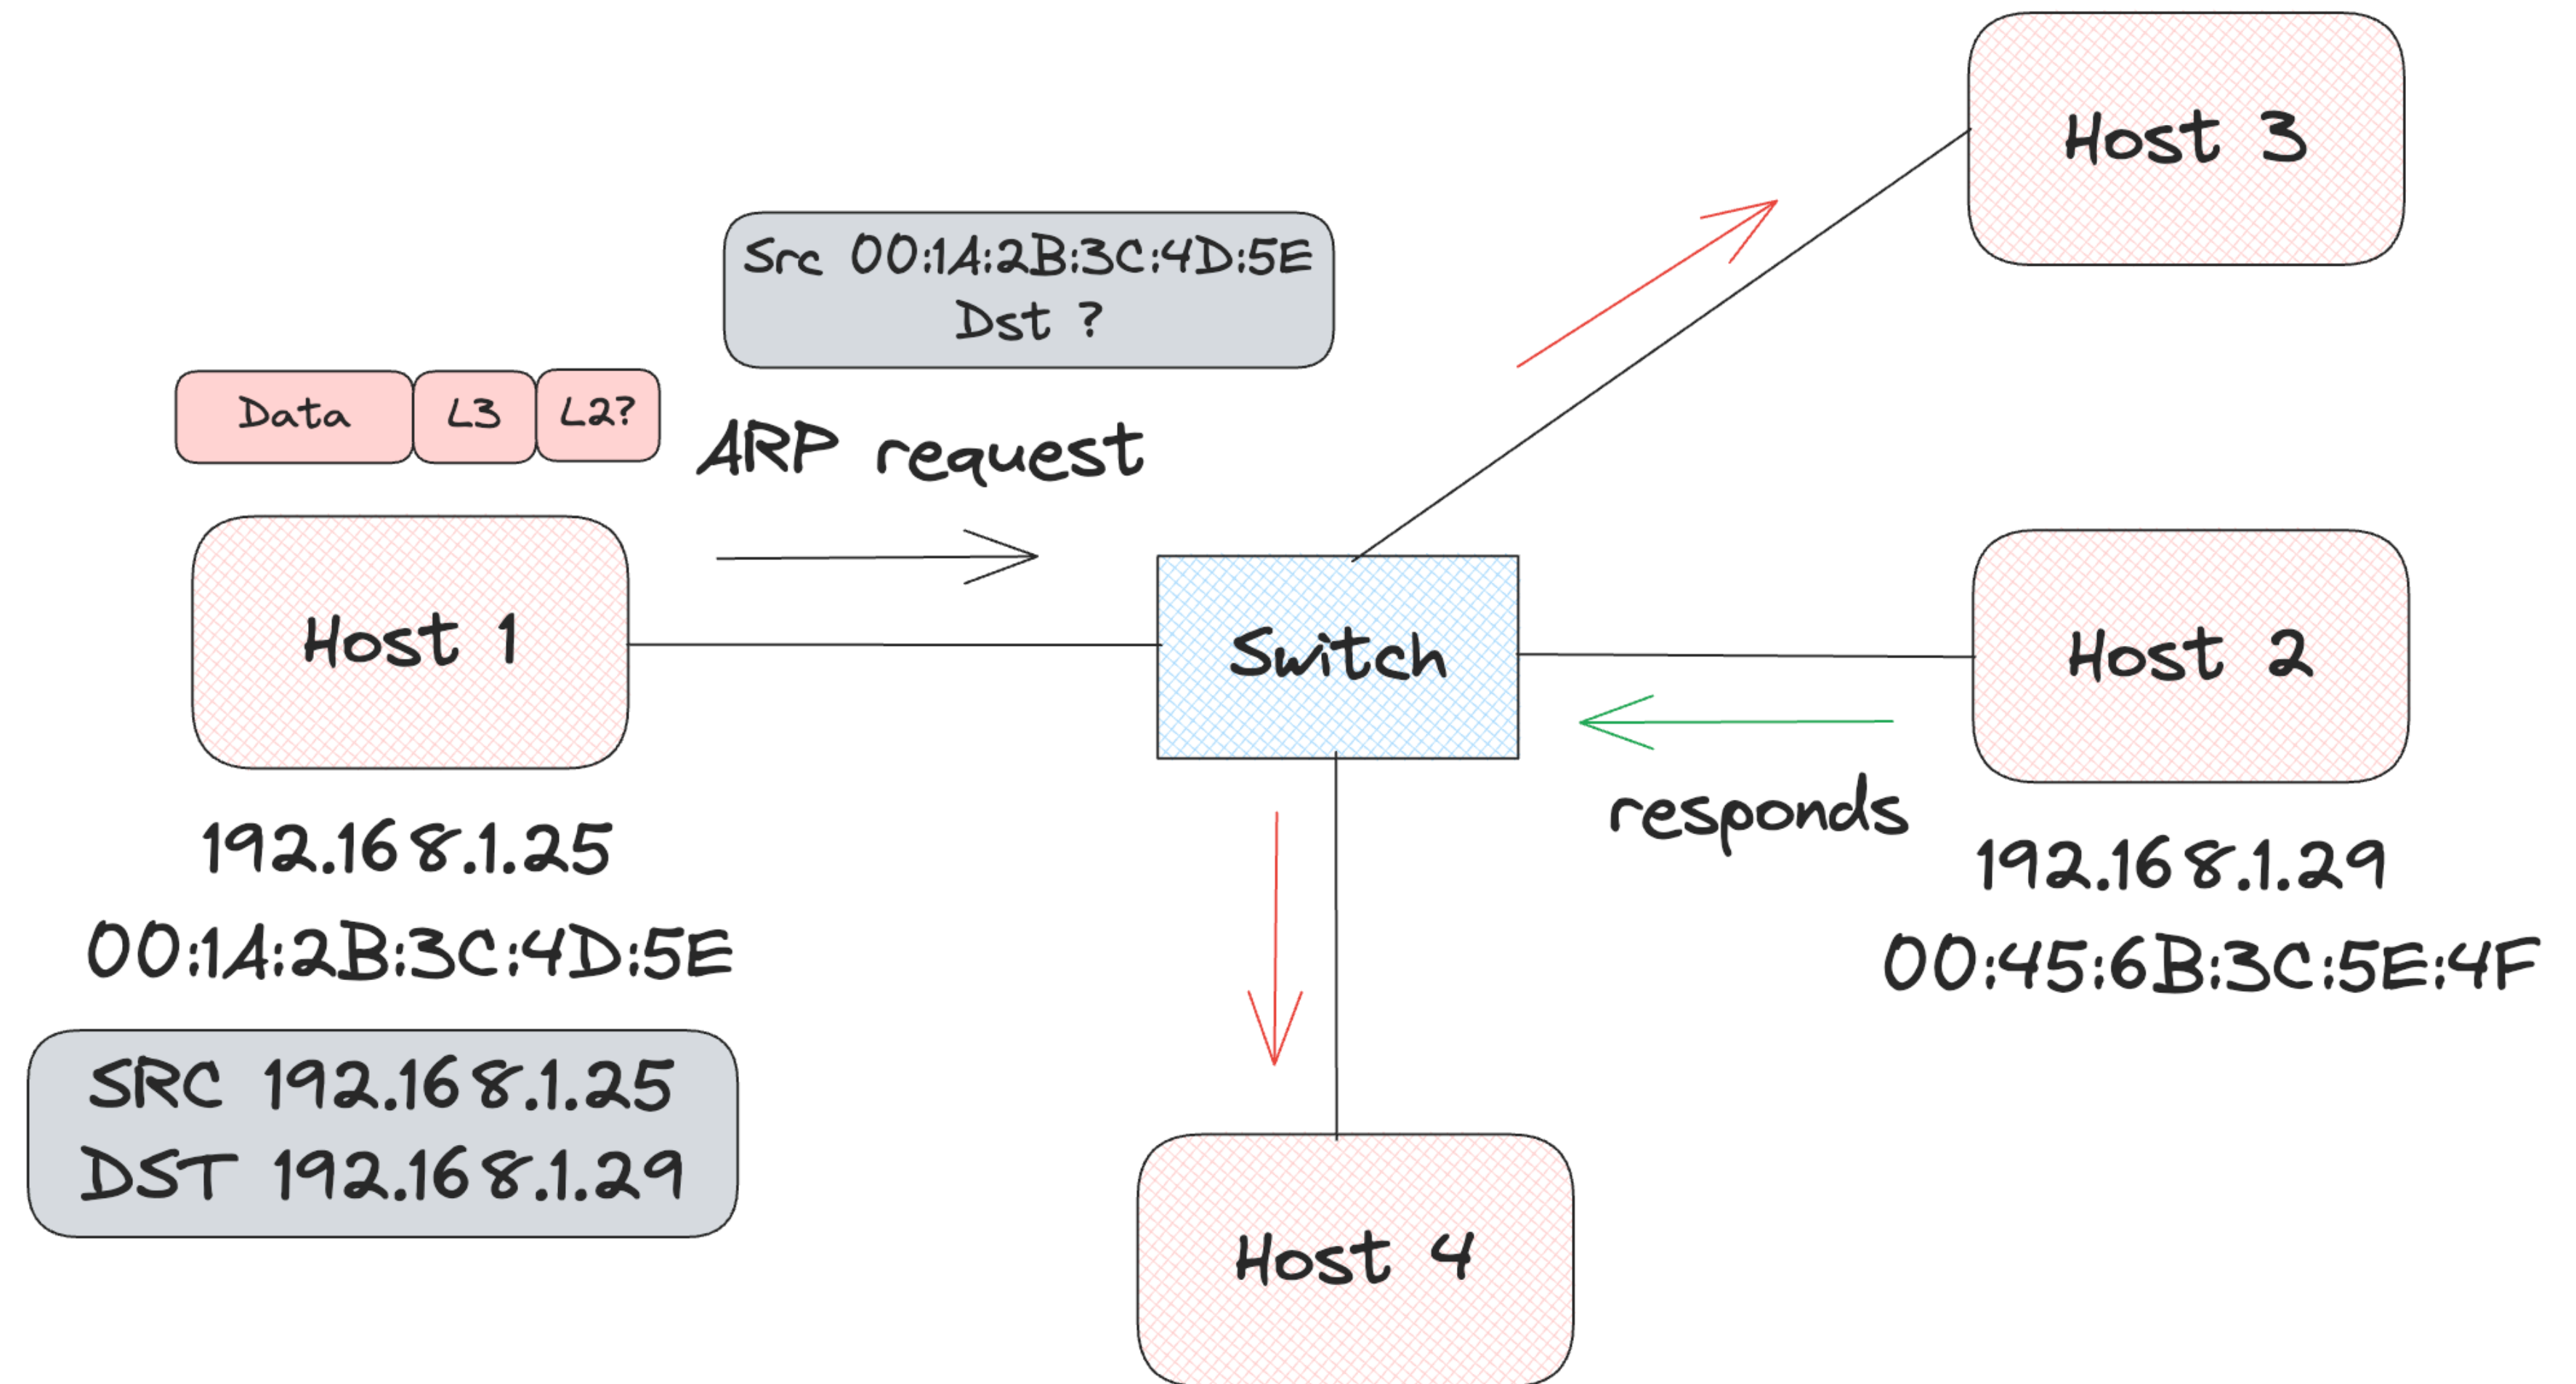 Host 3
Src 00:1A:2B:3C:4D:5E
Dst ?
Data
L3
L2?
ARP request
Host 1
Switch
Host 2
responds
192.168.1.25
00:1A:2B:3C:4D:5E
192.168.1.29
00:45:6B:3C:5E:4F
SRC 192.168.1.25
DST 192.168.1.29
Host 4